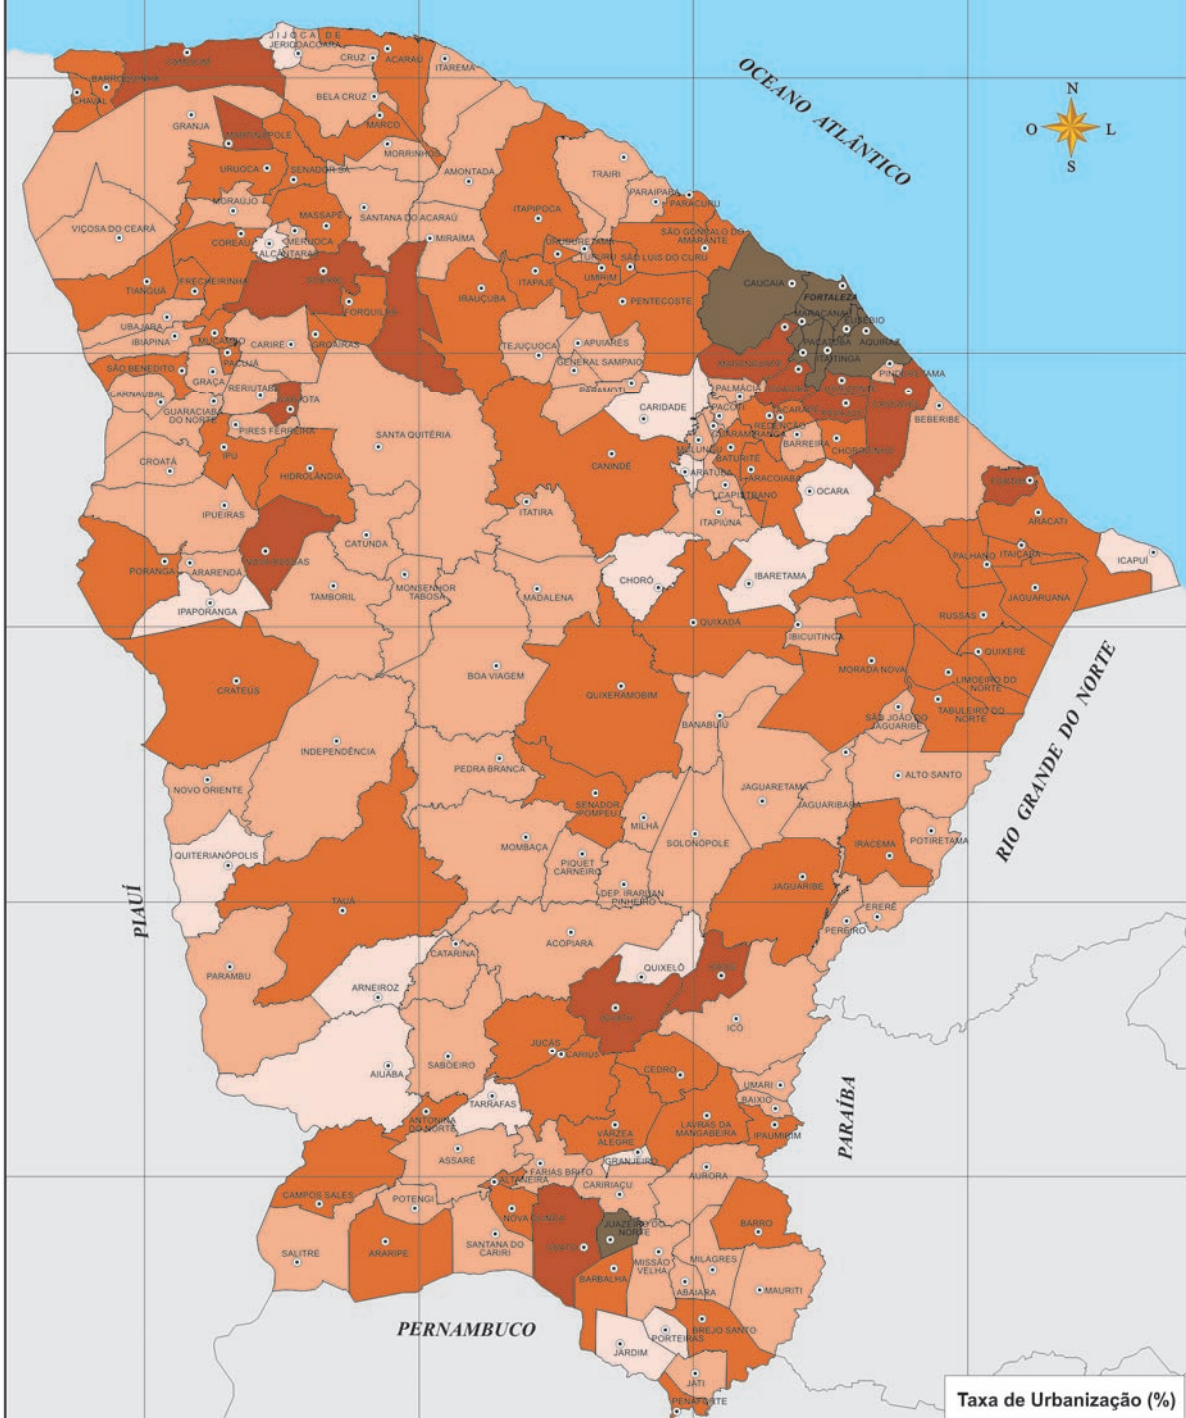 JIJOCA DE
JERICOACOARA
CRUZ
ACARAÚ
ITAREMA
CAMOCIM
BARROQUINHA
CHAVAL
BELA CRUZ
GRANJA
MARCO
MARTINÓPOLE
MORRINHOS
URUOCA
SENADOR SÁ
AMONTADA
TRAIRI
PARAIPABA
PARACURU
MORAÚJO
MASSAPÊ
SANTANA DO ACARAÚ
ITAPIPOCA
VIÇOSA DO CEARÁ
COREAÚ
MERUOCA
ALCÂNTARAS
MIRAÍMA
URUBURETAMA
TURURU
SÃO GONÇALO DO
AMARANTE
SÃO LUIS DO CURU
UMIRIM
TIANGUÁ
FRECHEIRINHA
IRAUÇUBA
ITAPAJÉ
PENTECOSTE
CAUCAIA
FORTALEZA
FORQUILHA
UBAJARA
IBIAPINA
MUCAMBO
CARIRÉ
GROAÍRAS
TEJUÇUOCA
APUIARÉS
GENERAL SAMPAIO
PARAMOTI
MARACANAÚ
EUSÉBIO
PACATUBA
AQUIRAZ
ITAITINGA
PINDORETAMA
SÃO BENEDITO
PACUJÁ
GRAÇA
RERIUTABA
CARNAUBAL
GUARACIABA
DO NORTE
PIRES FERREIRA
CARIDADE
PALMÁCIA
PACOTI
REDENÇÃO
GUARAMIRANGA
MULUNGU
BATURITÉ
BARREIRA
CHOROZINHO
BEBERIBE
CROATÁ
IPU
HIDROLÂNDIA
SANTA QUITÉRIA
CANINDÉ
ARATUBA
ARACOIABA
CAPISTRANO
OCARA
ITAPIÚNA
IPUEIRAS
ITATIRA
ARACATI
CATUNDA
PORANGA
ARARENDÁ
IPAPORANGA
TAMBORIL
MONSENHOR
TABOSA
MADALENA
CHORÓ
IBARETAMA
PALHANO
ITAIÇABA
ICAPUÍ
JAGUARUANA
RUSSAS
QUIXADÁ
IBICUITINGA
CRATEÚS
BOA VIAGEM
QUIXERAMOBIM
MORADA NOVA
QUIXERÉ
LIMOEIRO DO
NORTE
TABULEIRO DO
NORTE
SÃO JOÃO DO
JAGUARIBE
INDEPENDÊNCIA
BANABUIÚ
PEDRA BRANCA
NOVO ORIENTE
JAGUARETAMA
JAGUARIBARA
ALTO SANTO
SENADOR
POMPEU
MILHÃ
SOLONÓPOLE
MOMBAÇA
PIQUET
CARNEIRO
DEP. IRAPUAN
PINHEIRO
QUITERIANÓPOLIS
TAUÁ
JAGUARIBE
IRACEMA
POTIRETAMA
ERERÊ
PEREIRO
PARAMBU
CATARINA
ACOPIARA
QUIXELÔ
ARNEIROZ
ICÓ
AIUABA
SABOEIRO
JUCÁS
CARIÚS
CEDRO
UMARI
BAIXIO
TARRAFAS
ANTONINA
DO NORTE
VÁRZEA
ALEGRE
LAVRAS DA
MANGABEIRA
IPAUMIRIM
ASSARÉ
FARIAS BRITO
GRANJEIRO
AURORA
ALTANEIRA
CARIRIAÇU
CAMPOS SALES
POTENGI
NOVA OLINDA
JUAZEIRO DO
NORTE
BARRO
SALITRE
ARARIPE
SANTANA DO
CARIRI
BARBALHA
MISSÃO
VELHA
MILAGRES
ABAIARA
MAURITI
JARDIM
PORTEIRAS
BREJO SANTO
JATI
PENAFORTE
OCEANO ATLÂNTICO
N
O
L
S
RIO GRANDE DO NORTE
PIAUÍ
PARAÍBA
PERNAMBUCO
Taxa de Urbanização (%)